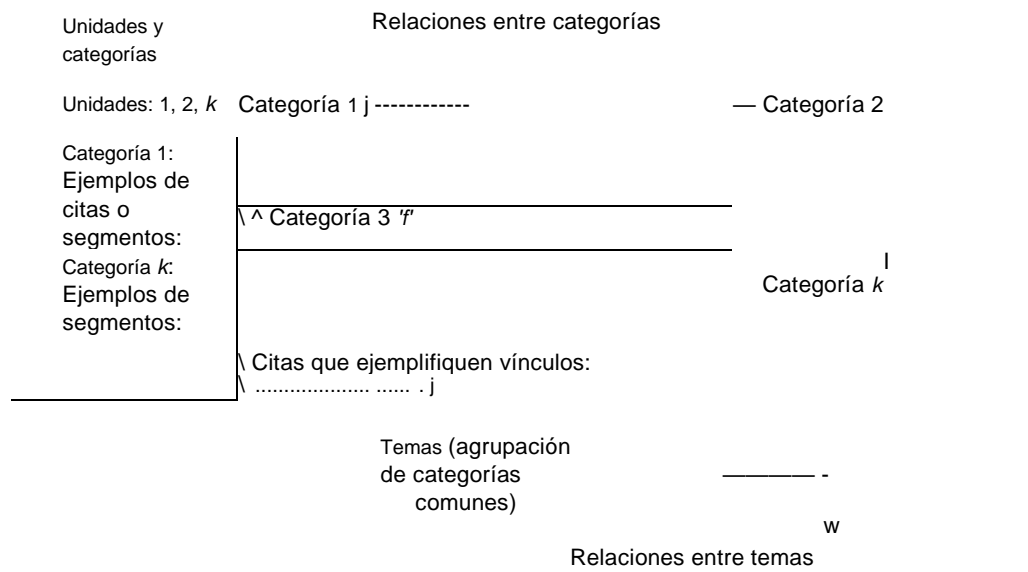 Unidades y
categorías
Relaciones entre categorías
Unidades: 1, 2, k
Categoría 1 j ------------
— Categoría 2
Categoría 1:
Ejemplos de
citas o
segmentos:
\ ^ Categoría 3 'f'
Categoría k:
Ejemplos de
segmentos:
I
Categoría k
\ Citas que ejemplifiquen vínculos:
\ .................... ...... . j
Temas (agrupación
de categorías
comunes)
———— -
w
Relaciones entre temas